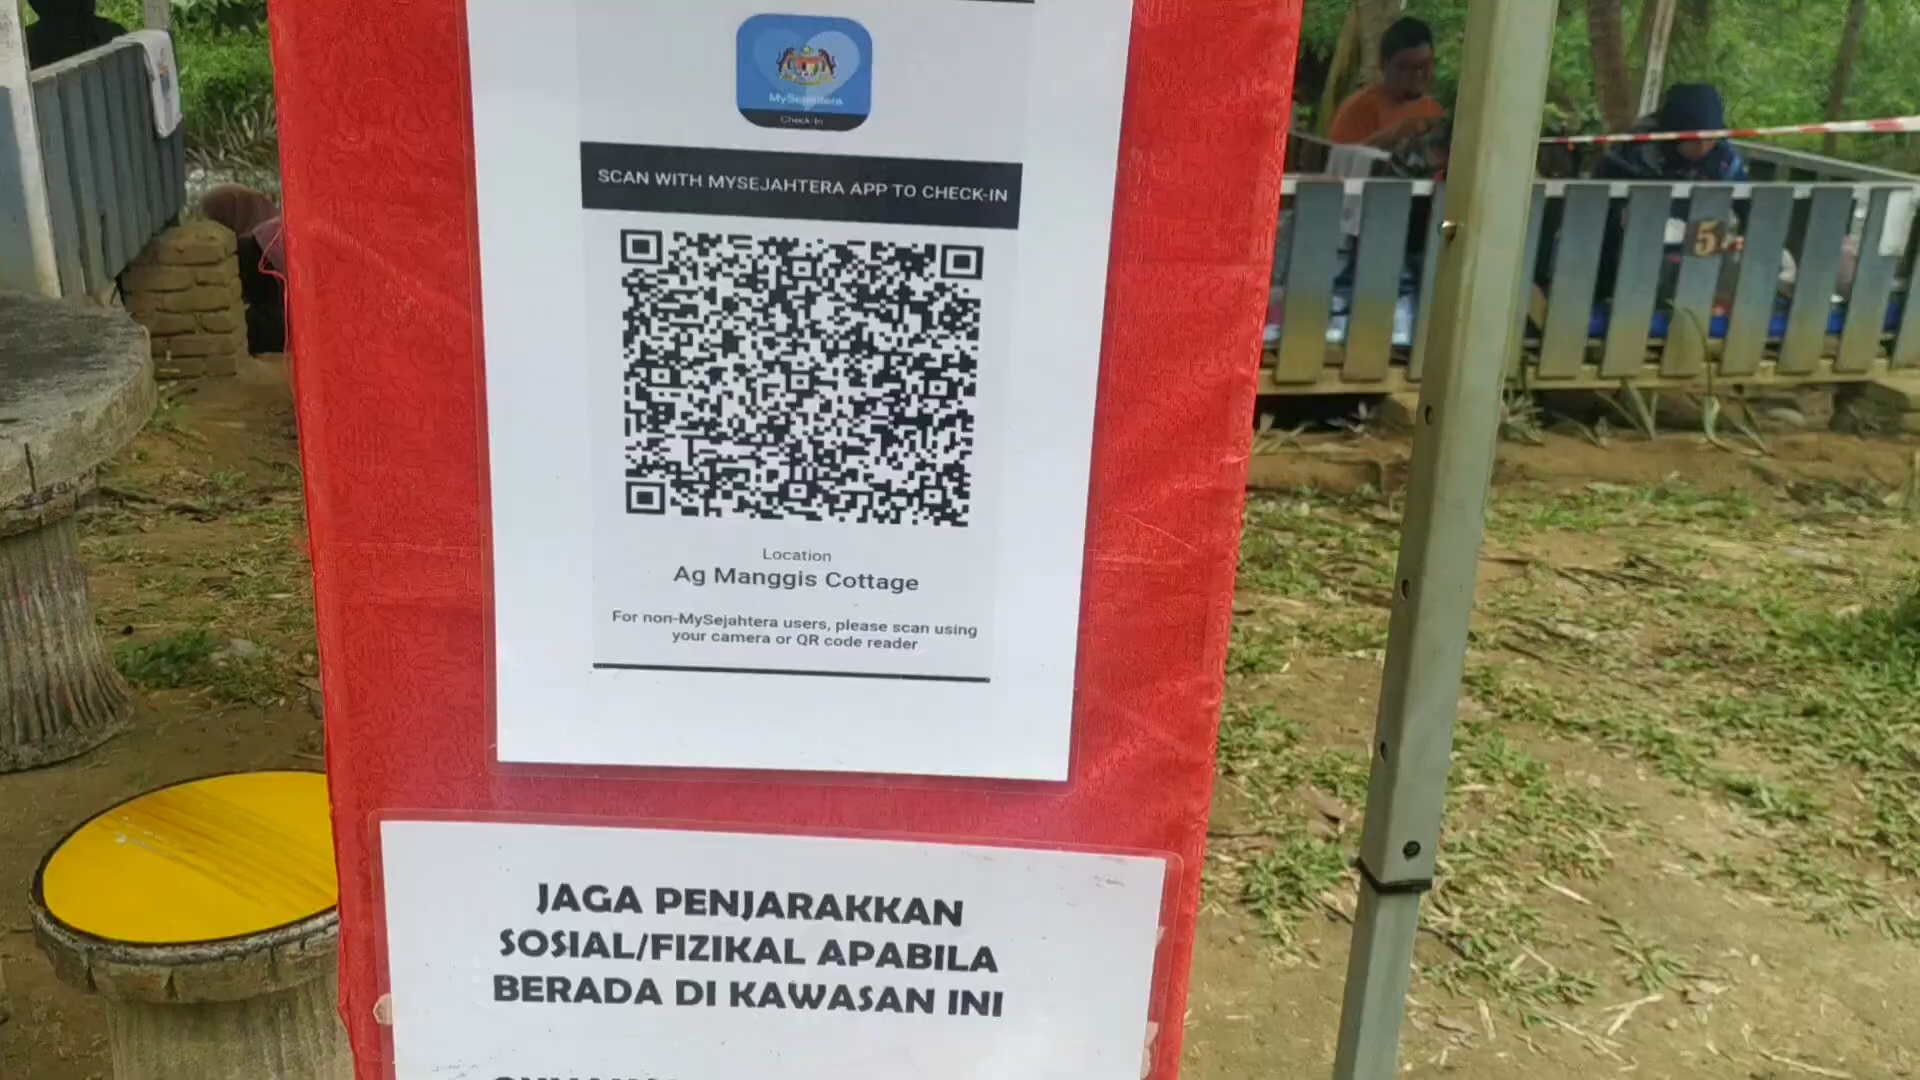 MySejahtera
Check-In
SCAN WITH MYSEJAHTERA APP TO CHECK-IN
Location
Ag Manggis Cottage
For non-MySejahtera users, please scan using
your camera or QR code reader
JAGA PENJARAKKAN
SOSIAL/FIZIKAL APABILA
BERADA DI KAWASAN INI
5